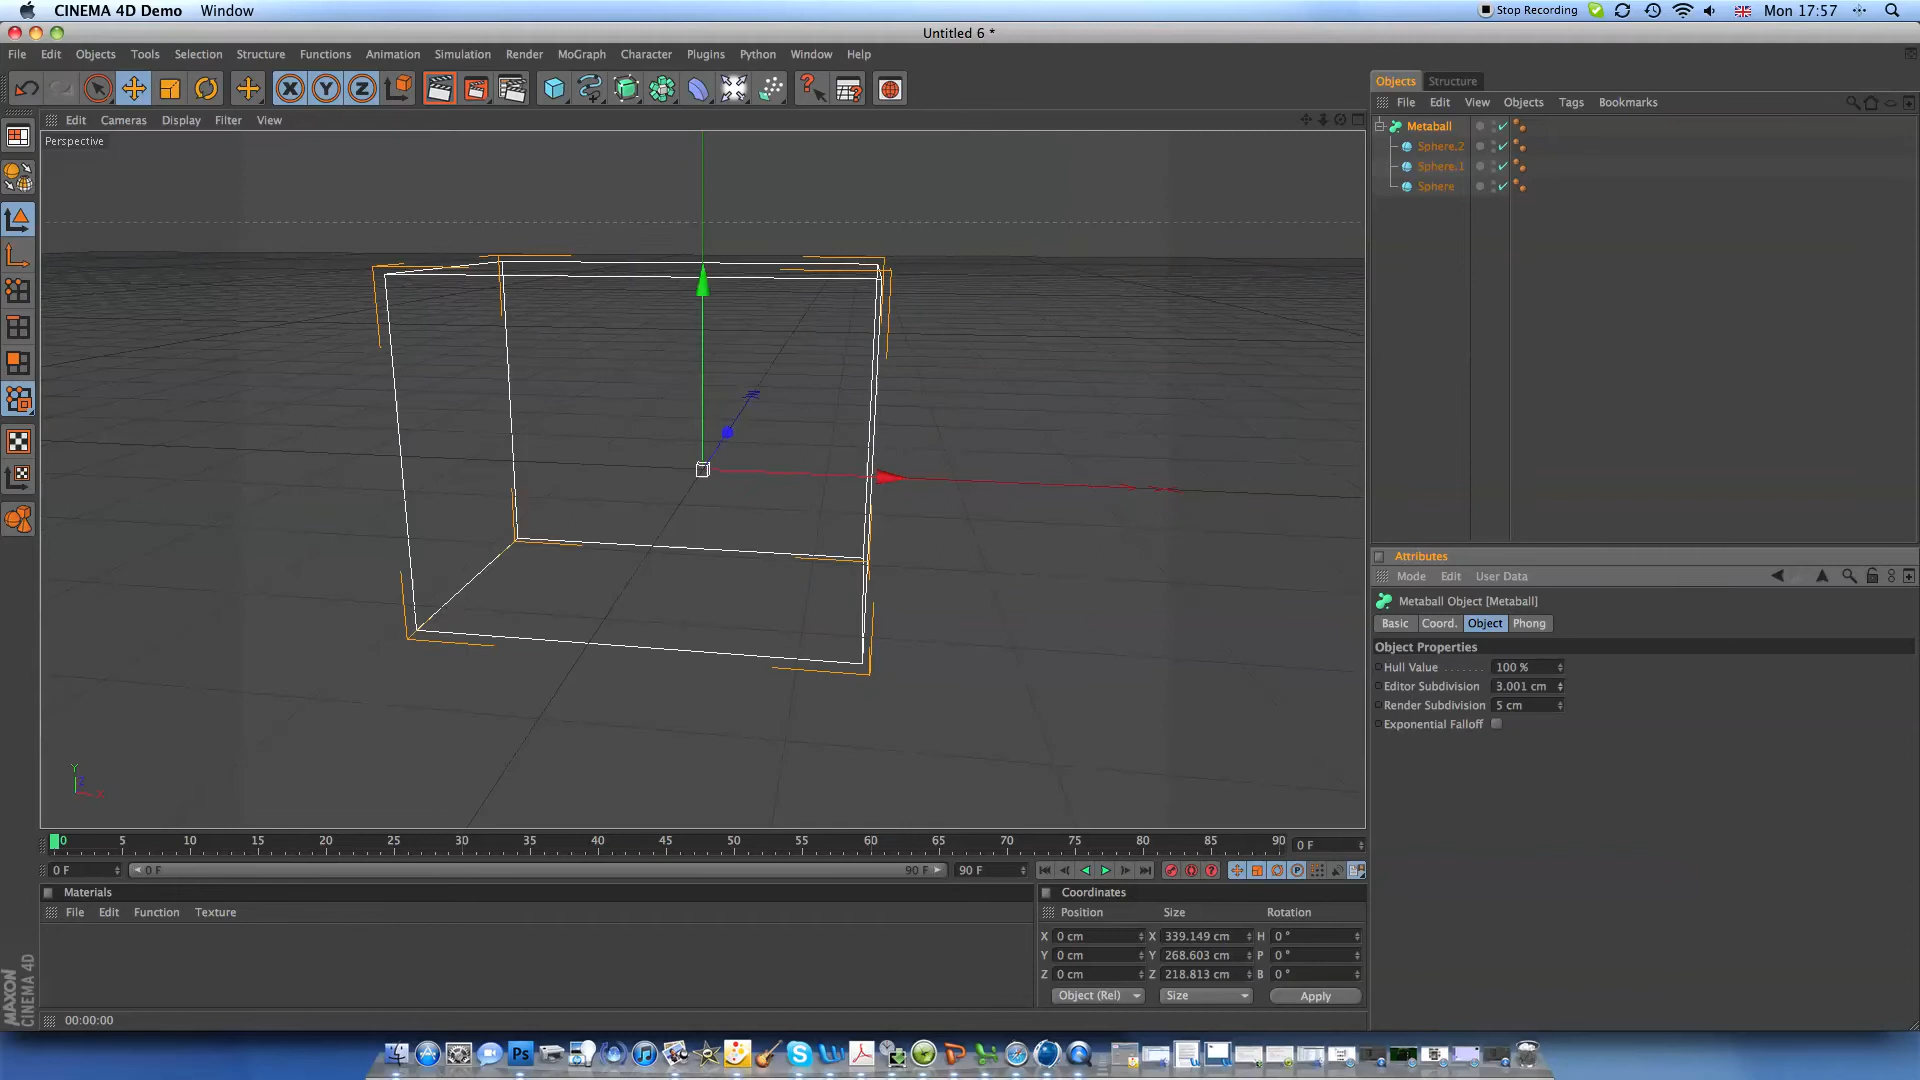 CINEMA 4D Demo Window
Stop Recording Mon 17:57
Untitled 6 *
File Edit Objects Tools Selection Structure Functions Render Animation Simulation Render MoGraph Character Plugins Python Window Help
Objects Structure
File Edit View Objects Tags Bookmarks
Edit Cameras Display Filter View
Perspective
Metaball
Sphere.2
Sphere.1
Sphere
Attributes
Mode Edit User Data
Metaball Object [Metaball]
Basic Coord. Object Phong
Object Properties
Hull Value 100 %
Editor Subdivision 3.001 cm
Render Subdivision 5 cm
Exponential Falloff
Y
Z
X
0 5 10 15 20 25 30 35 40 45 50 55 60 65 70 75 80 85 90 0 F
0 F 0 F 90 F 90 F
Materials
File Edit Function Texture
Coordinates
Position Size Rotation
X 0 cm X 339.149 cm H 0 °
Y 0 cm Y 268.603 cm P 0 °
Z 0 cm Z 218.813 cm B 0 °
Object (Rel) Size Apply
MAXON
CINEMA 4D
00:00:00
Ps